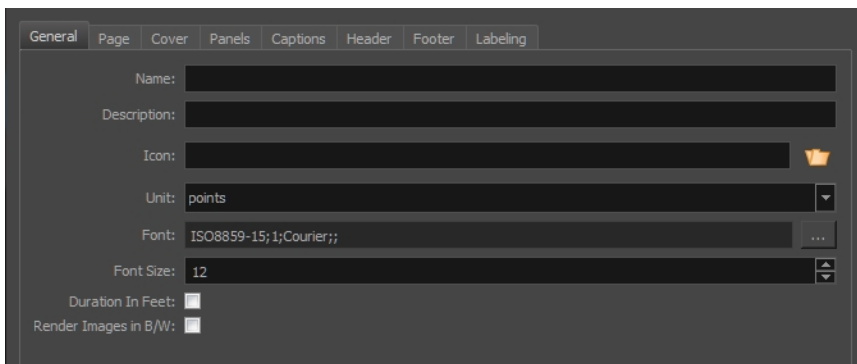 General Page Cover Panels Captions Header Footer Labeling
Name:
Description:
Icon:
Unit: points
Font: ISO8859-15;1;Courier;; ...
Font Size: 12
Duration In Feet:
Render Images in B/W: